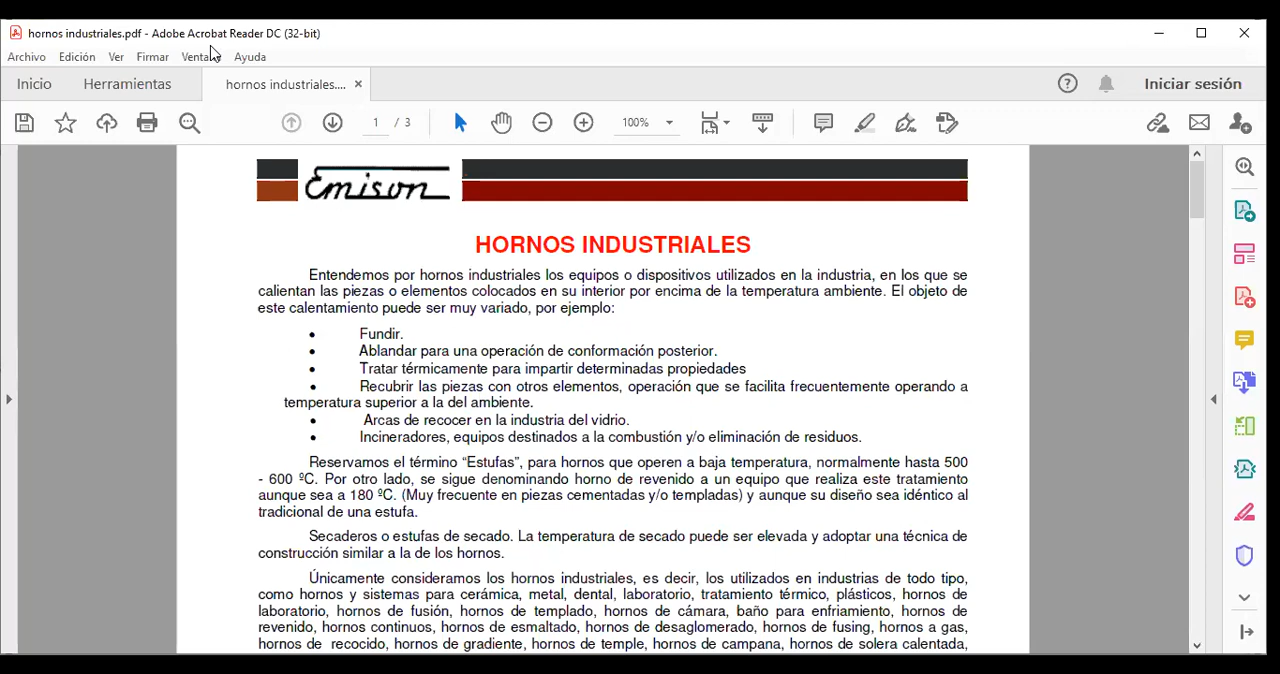 hornos industriales.pdf - Adobe Acrobat Reader DC (32-bit)
Archivo Edición Ver Firmar Ventana Ayuda
Inicio Herramientas hornos industriales.... Iniciar sesión
1 / 3 100%
Emison
HORNOS INDUSTRIALES
Entendemos por hornos industriales los equipos o dispositivos utilizados en la industria, en los que se
calientan las piezas o elementos colocados en su interior por encima de la temperatura ambiente. El objeto de
este calentamiento puede ser muy variado, por ejemplo:
• Fundir.
• Ablandar para una operación de conformación posterior.
• Tratar térmicamente para impartir determinadas propiedades
• Recubrir las piezas con otros elementos, operación que se facilita frecuentemente operando a
temperatura superior a la del ambiente.
• Arcas de recocer en la industria del vidrio.
• Incineradores, equipos destinados a la combustión y/o eliminación de residuos.
Reservamos el término “Estufas”, para hornos que operen a baja temperatura, normalmente hasta 500
- 600 ºC. Por otro lado, se sigue denominando horno de revenido a un equipo que realiza este tratamiento
aunque sea a 180 ºC. (Muy frecuente en piezas cementadas y/o templadas) y aunque su diseño sea idéntico al
tradicional de una estufa.
Secaderos o estufas de secado. La temperatura de secado puede ser elevada y adoptar una técnica de
construcción similar a la de los hornos.
Únicamente consideramos los hornos industriales, es decir, los utilizados en industrias de todo tipo,
como hornos y sistemas para cerámica, metal, dental, laboratorio, tratamiento térmico, plásticos, hornos de
laboratorio, hornos de fusión, hornos de templado, hornos de cámara, baño para enfriamiento, hornos de
revenido, hornos continuos, hornos de esmaltado, hornos de desaglomerado, hornos de fusing, hornos a gas,
hornos de recocido, hornos de gradiente, hornos de temple, hornos de campana, hornos de solera calentada,